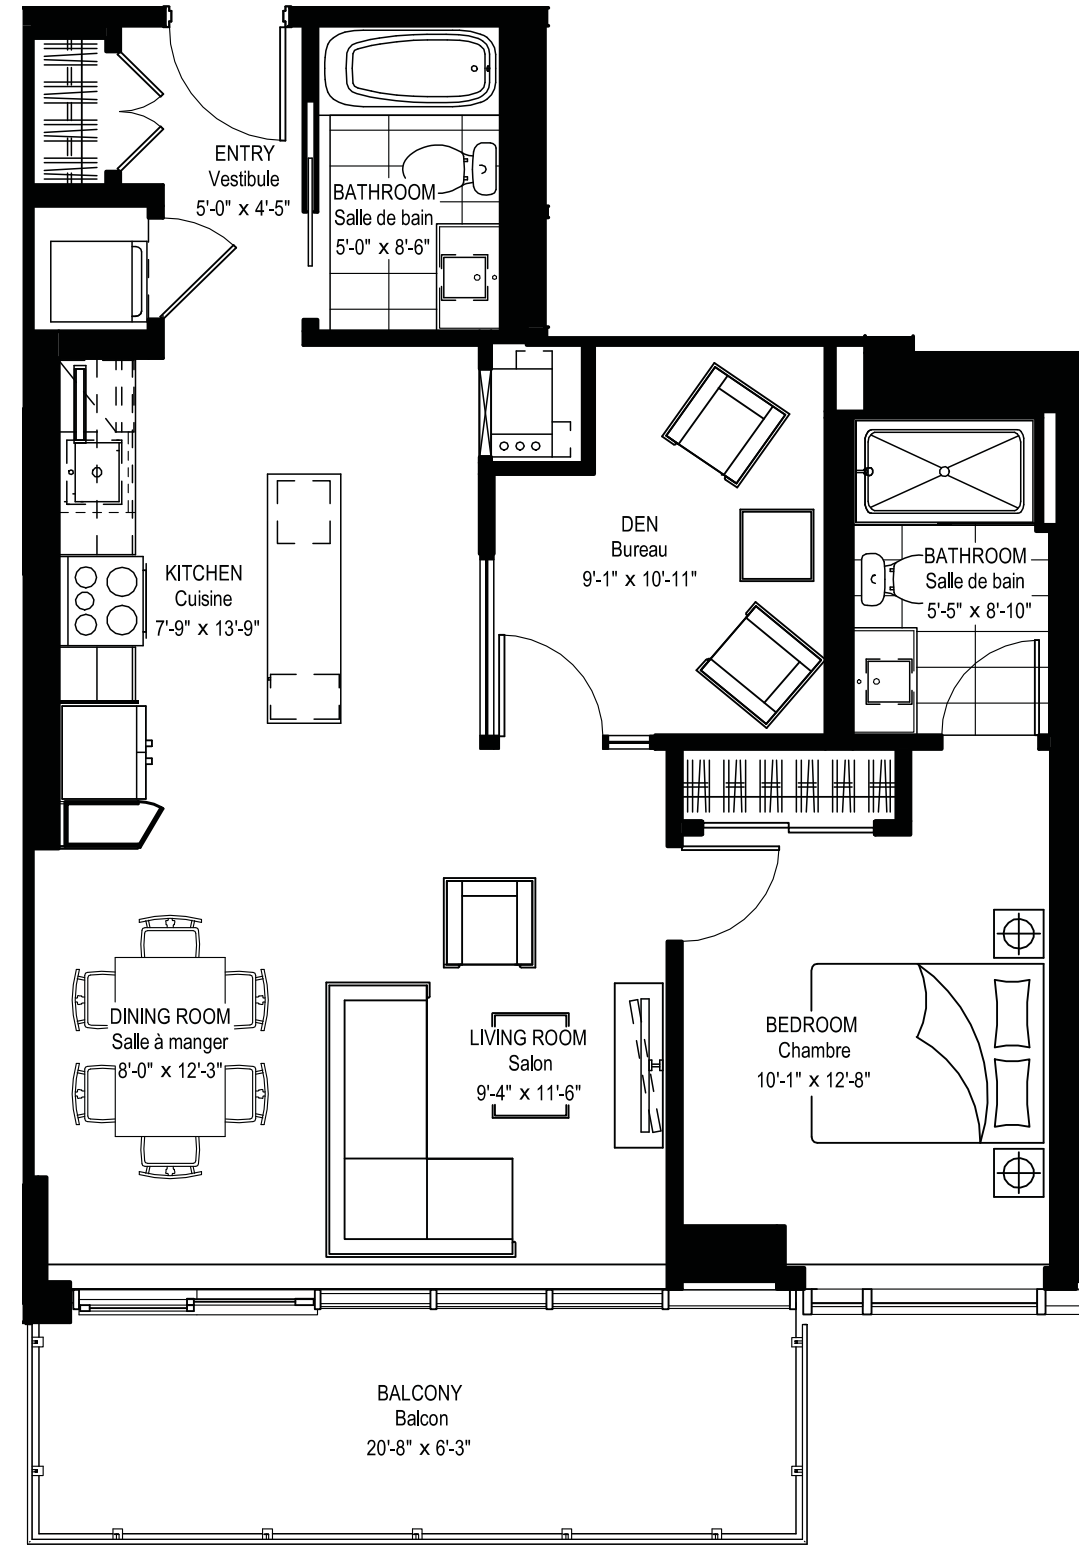 ENTRY
Vestibule
5'-0" x 4'-5"
BATHROOM
Salle de bain
5'-0" x 8'-6"
DEN
Bureau
9'-1" x 10'-11"
BATHROOM
Salle de bain
5'-5" x 8'-10"
KITCHEN
Cuisine
7'-9" x 13'-9"
DINING ROOM
Salle à manger
8'-0" x 12'-3"
LIVING ROOM
Salon
9'-4" x 11'-6"
BEDROOM
Chambre
10'-1" x 12'-8"
BALCONY
Balcon
20'-8" x 6'-3"